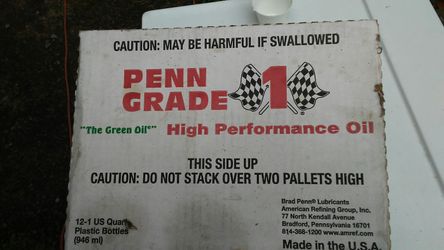 CAUTION: MAY BE HARMFUL IF SWALLOWED
PENN
GRADE 1
"The Green Oil®" High Performance Oil
THIS SIDE UP
CAUTION: DO NOT STACK OVER TWO PALLETS HIGH
12-1 US Quart
Plastic Bottles
(946 ml)
Brad Penn® Lubricants
American Refining Group, Inc.
77 North Kendall Avenue
Bradford, Pennsylvania 16701
814-368-1200 www.amref.com
Made in the U.S.A.